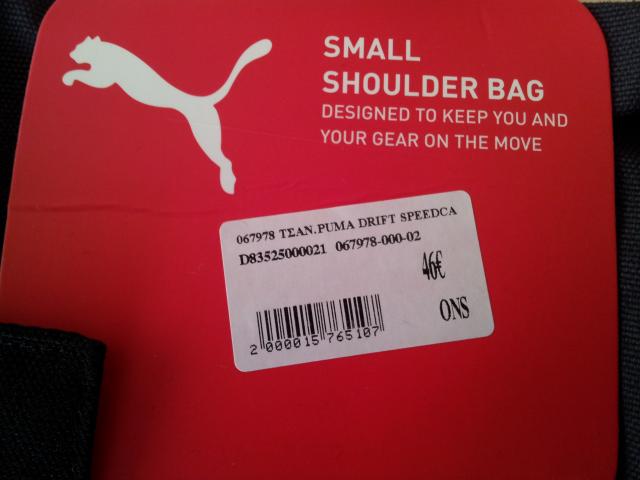 SMALL
SHOULDER BAG
DESIGNED TO KEEP YOU AND
YOUR GEAR ON THE MOVE
067978 ΤΣΑΝ.PUMA DRIFT SPEEDCA
D83525000021 067978-000-02
46€
ONS
2 000015 765107